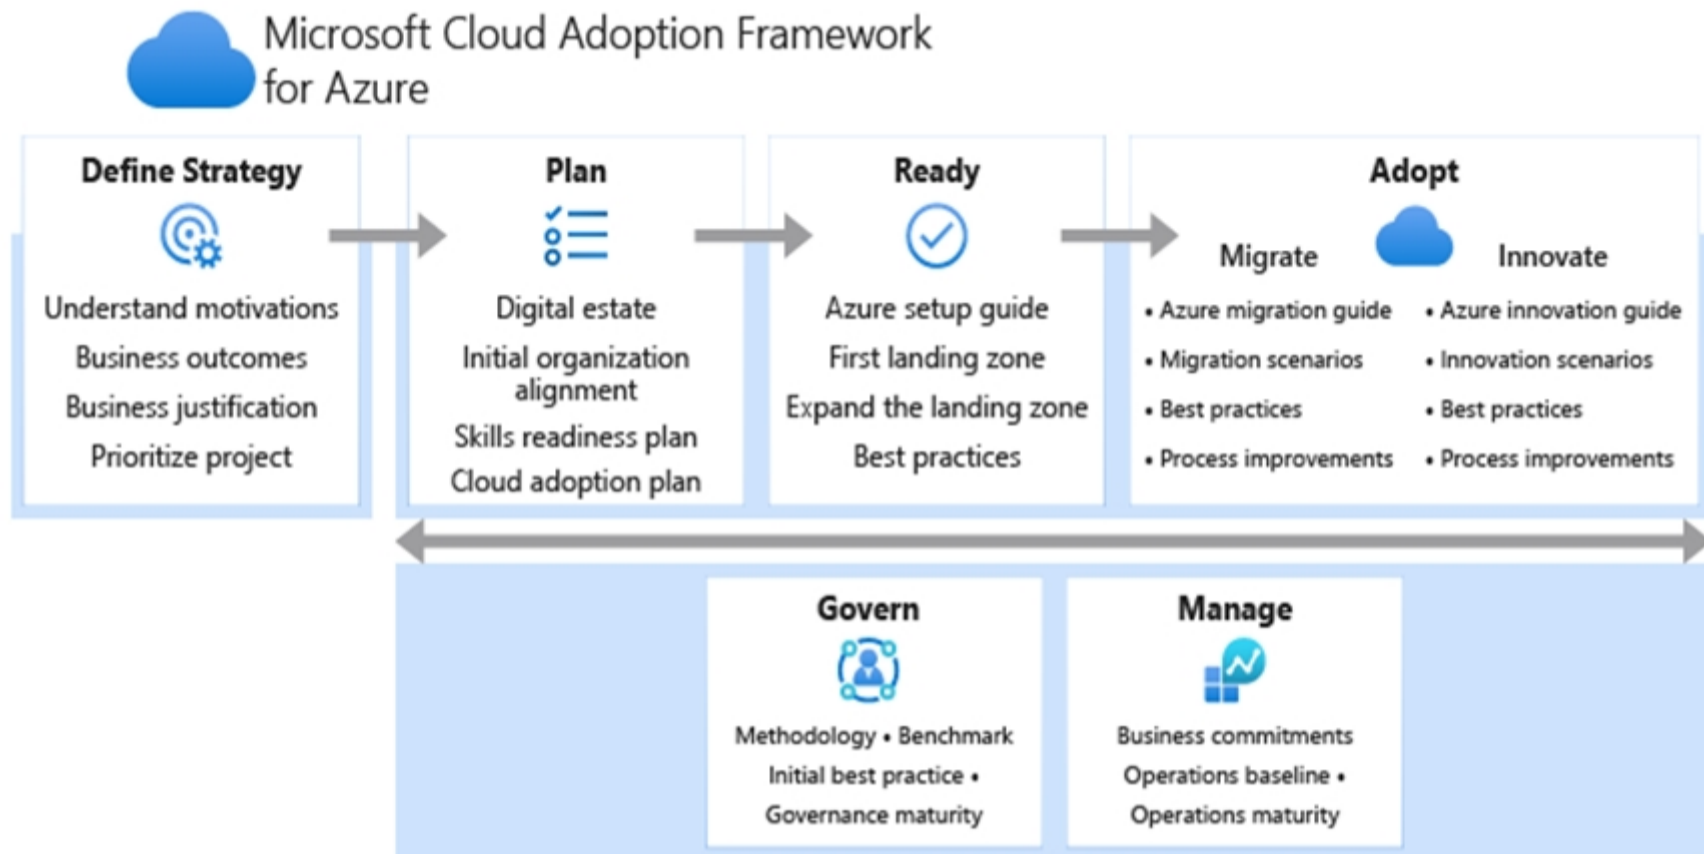 Microsoft Cloud Adoption Framework
for Azure
Define Strategy
Understand motivations
Business outcomes
Business justification
Prioritize project
Plan
Digital estate
Initial organization
alignment
Skills readiness plan
Cloud adoption plan
Ready
Azure setup guide
First landing zone
Expand the landing zone
Best practices
Adopt
Migrate
• Azure migration guide
• Migration scenarios
• Best practices
• Process improvements
Innovate
• Azure innovation guide
• Innovation scenarios
• Best practices
• Process improvements
Govern
Methodology • Benchmark
Initial best practice •
Governance maturity
Manage
Business commitments
Operations baseline •
Operations maturity